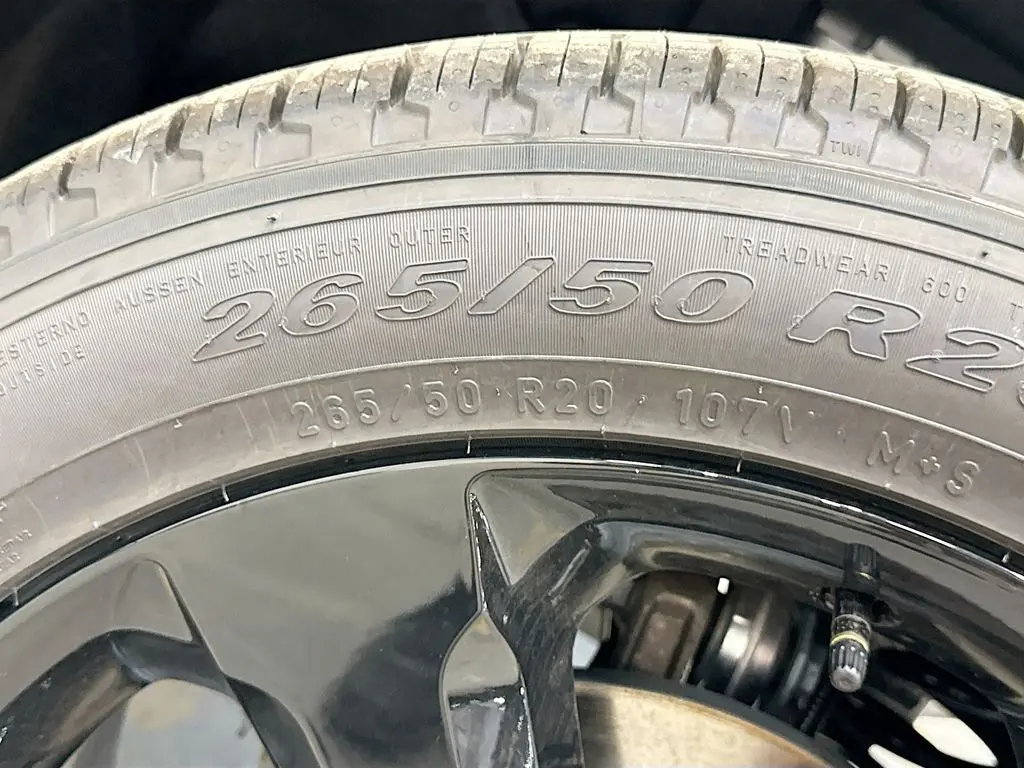 TWI
ESTERNO AUSSEN ENTERIEUR OUTER
OUTSIDE
TREADWEAR 600
265/50 R2
265/50 R20 107V M+S